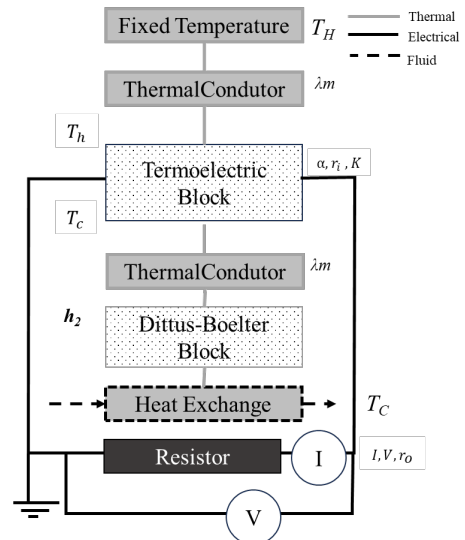 Fixed Temperature
T_H
Thermal
Electrical
Fluid
ThermalCondutor
λm
T_h
Termoelectric
Block
α, r_i , K
T_c
ThermalCondutor
λm
h_2
Dittus-Boelter
Block
Heat Exchange
T_C
Resistor
I
I, V, r_o
V